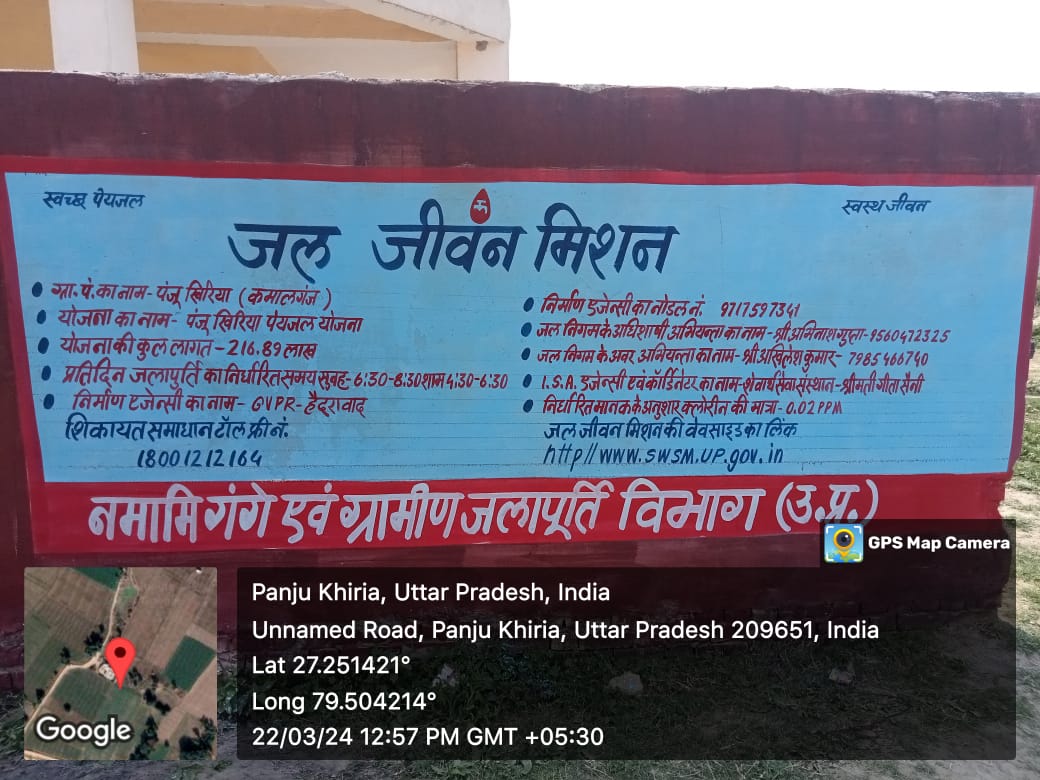 स्वच्छ पेयजल
स्वस्थ जीवन
जल जीवन मिशन
ग्रा. पं. का नाम - पंजू खिरिया (कमालगंज)
योजना का नाम - पंजू खिरिया पेयजल योजना
योजना की कुल लागत - 216.89 लाख
प्रतिदिन जलापुर्ति का निर्धारित समय सुबह - 6:30-8:30 शाम 4:30-6:30
निर्माण एजेन्सी का नाम - GVPR - हैदरावाद्
शिकायत समाधान टॉल फ्री नं.
18001212164
निर्माण एजेन्सी का नोडल नं. 9717597341
जल निगम के अधिशाषी अभियन्ता का नाम - श्री अभिनाश गुप्ता - 9560472325
जल निगम के अवर अभियन्ता का नाम - श्री अखिलेश कुमार - 7985466740
I.S.A. एजेन्सी एवं कॉर्डिनेटर का नाम - सेवार्थ सेवा संस्थान - श्रीमती गीता सैनी
निर्धारित मानक के अनुशार क्लोरीन की मात्रा - 0.02 PPM
जल जीवन मिशन की वेवसाइड का लिंक
http//www.swsm.UP.gov.in
नमामि गंगे एवं ग्रामीण जलापूर्ति विभाग (उ.प्र.)
GPS Map Camera
Panju Khiria, Uttar Pradesh, India
Unnamed Road, Panju Khiria, Uttar Pradesh 209651, India
Lat 27.251421°
Long 79.504214°
22/03/24 12:57 PM GMT +05:30
Google